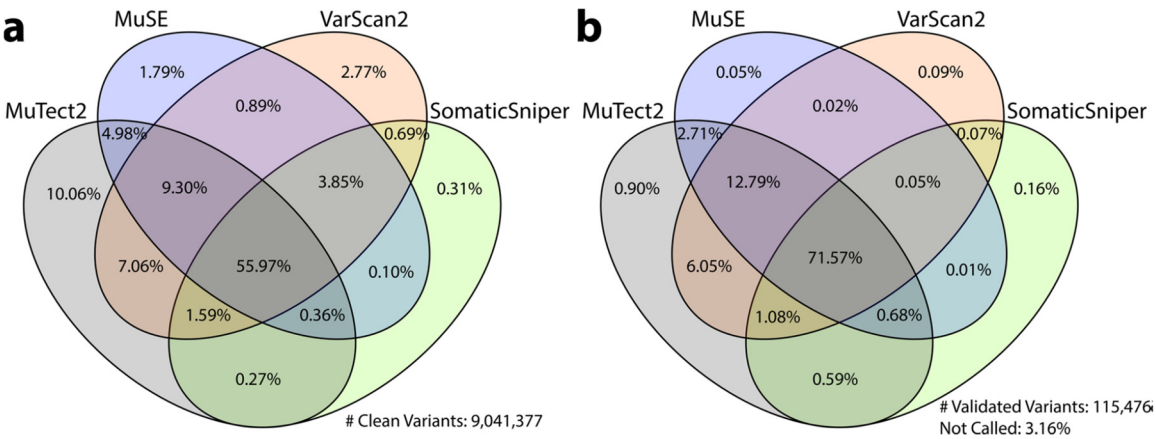 a
MuSE
VarScan2
MuTect2
SomaticSniper
1.79%
2.77%
0.89%
4.98%
0.69%
10.06%
9.30%
3.85%
0.31%
7.06%
55.97%
0.10%
1.59%
0.36%
0.27%
# Clean Variants: 9,041,377
b
MuSE
VarScan2
MuTect2
SomaticSniper
0.05%
0.09%
0.02%
2.71%
0.07%
0.90%
12.79%
0.05%
0.16%
6.05%
71.57%
0.01%
1.08%
0.68%
0.59%
# Validated Variants: 115,476
Not Called: 3.16%